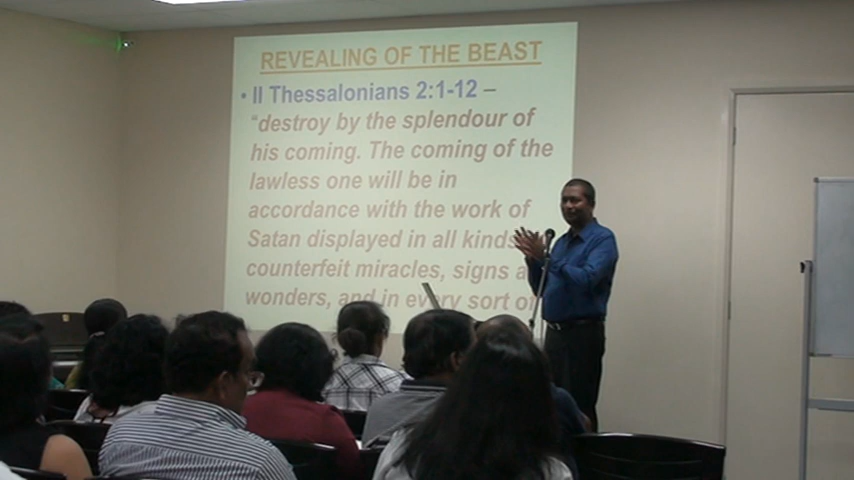 REVEALING OF THE BEAST
• II Thessalonians 2:1-12 –
“destroy by the splendour of
his coming. The coming of the
lawless one will be in
accordance with the work of
Satan displayed in all kinds
counterfeit miracles, signs
wonders, and in every sort of